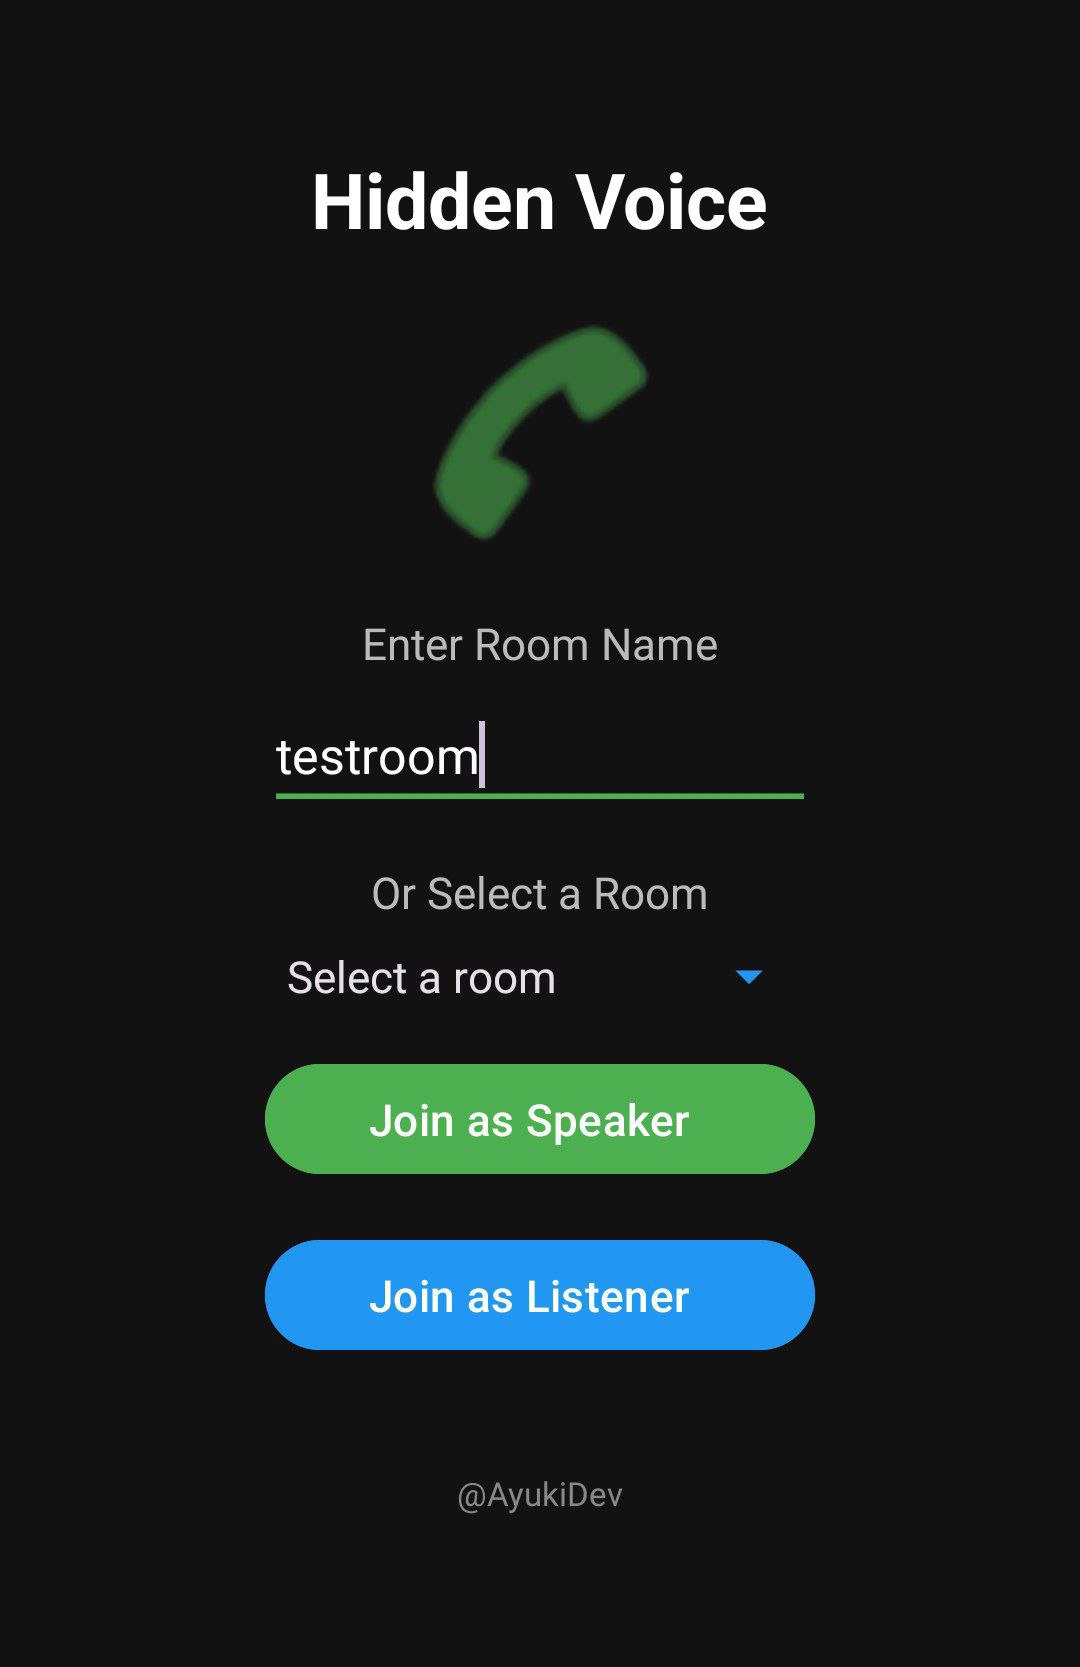 Hidden Voice
Enter Room Name
testroom
Or Select a Room
Select a room
Join as Speaker
Join as Listener
@AyukiDev